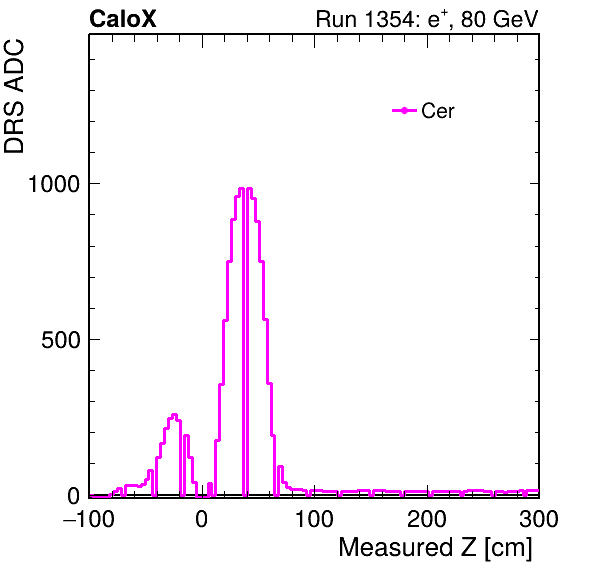 CaloX Run 1354: e⁺, 80 GeV
DRS ADC
Cer
1000
500
0
−100 0 100 200 300
Measured Z [cm]